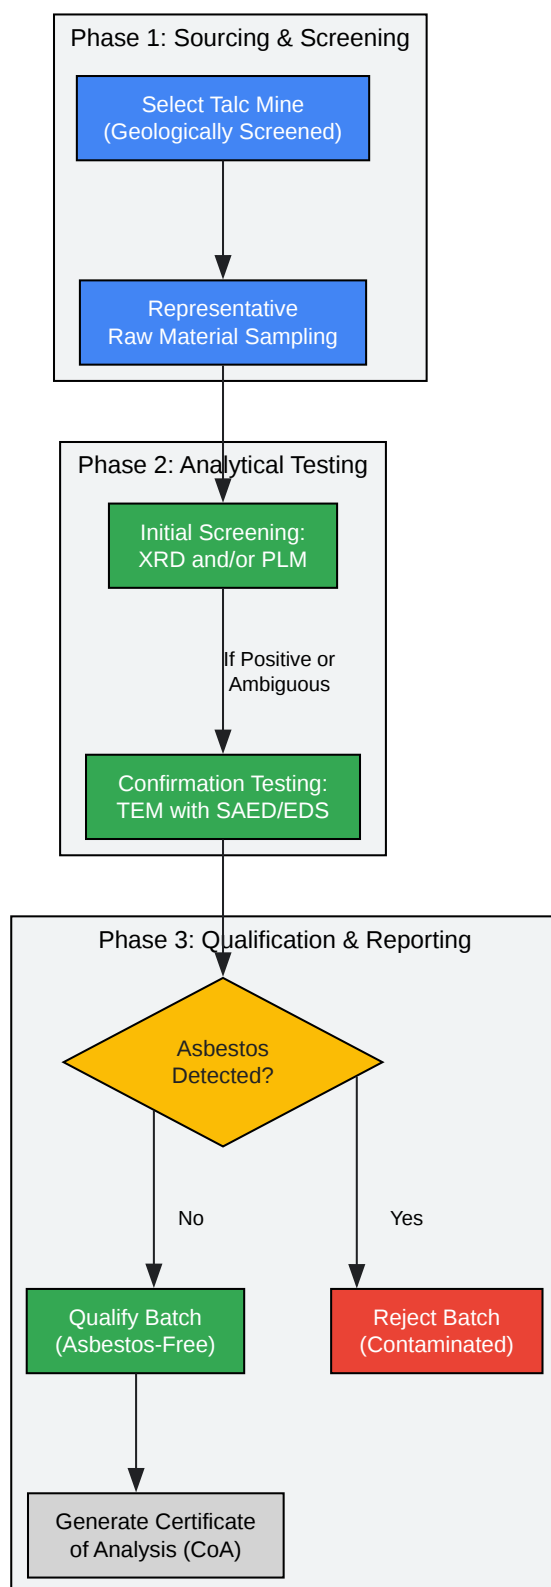 Phase 1: Sourcing & Screening
Select Talc Mine
(Geologically Screened)
Representative
Raw Material Sampling
Phase 2: Analytical Testing
Initial Screening:
XRD and/or PLM
If Positive or
Ambiguous
Confirmation Testing:
TEM with SAED/EDS
Phase 3: Qualification & Reporting
Asbestos
Detected?
No
Yes
Qualify Batch
(Asbestos-Free)
Reject Batch
(Contaminated)
Generate Certificate
of Analysis (CoA)